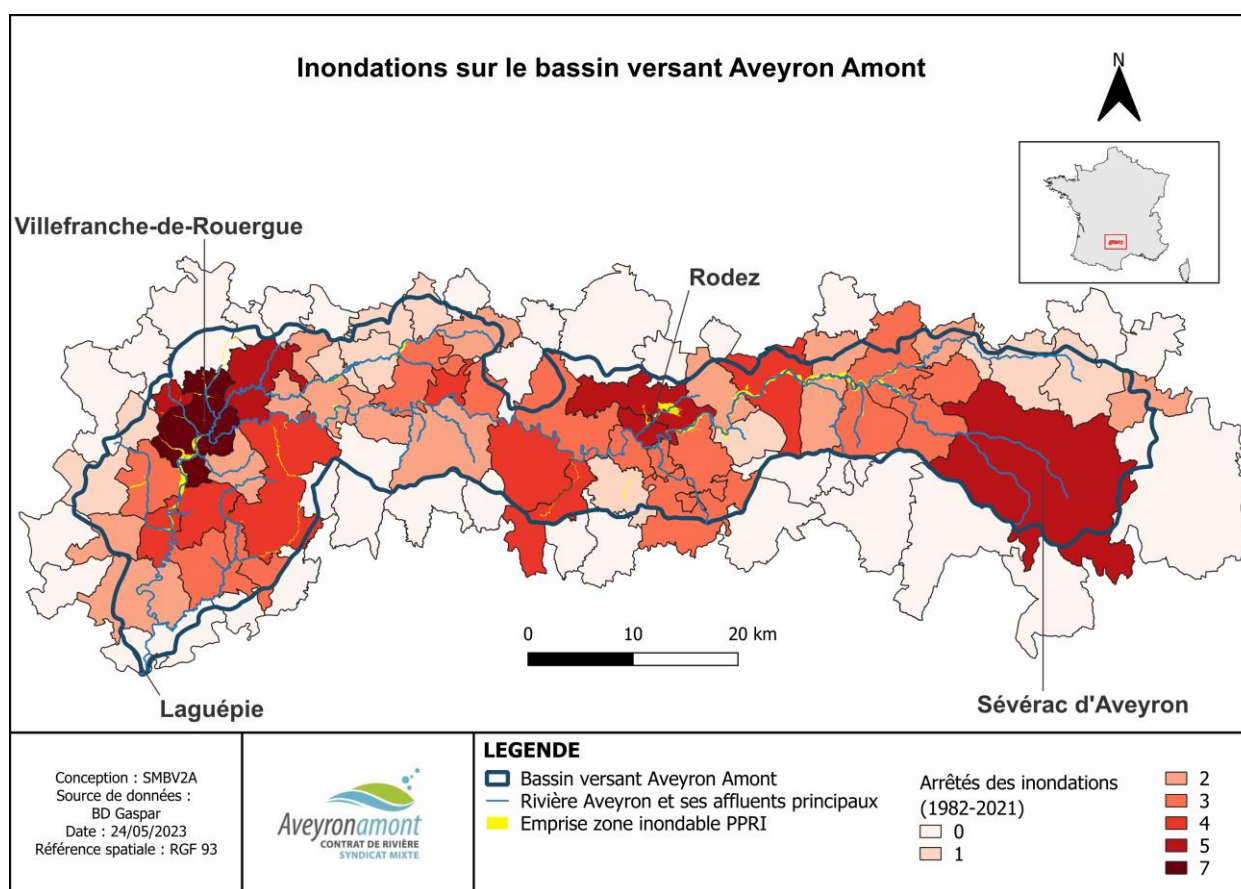 Inondations sur le bassin versant Aveyron Amont
N
Villefranche-de-Rouergue
Rodez
0 10 20 km
Laguépie
Sévérac d'Aveyron
Conception : SMBV2A
Source de données :
BD Gaspar
Date : 24/05/2023
Référence spatiale : RGF 93
Aveyronamont
CONTRAT DE RIVIÈRE
SYNDICAT MIXTE
LEGENDE
Bassin versant Aveyron Amont
Rivière Aveyron et ses affluents principaux
Emprise zone inondable PPRI
Arrêtés des inondations
(1982-2021)
0
1
2
3
4
5
7